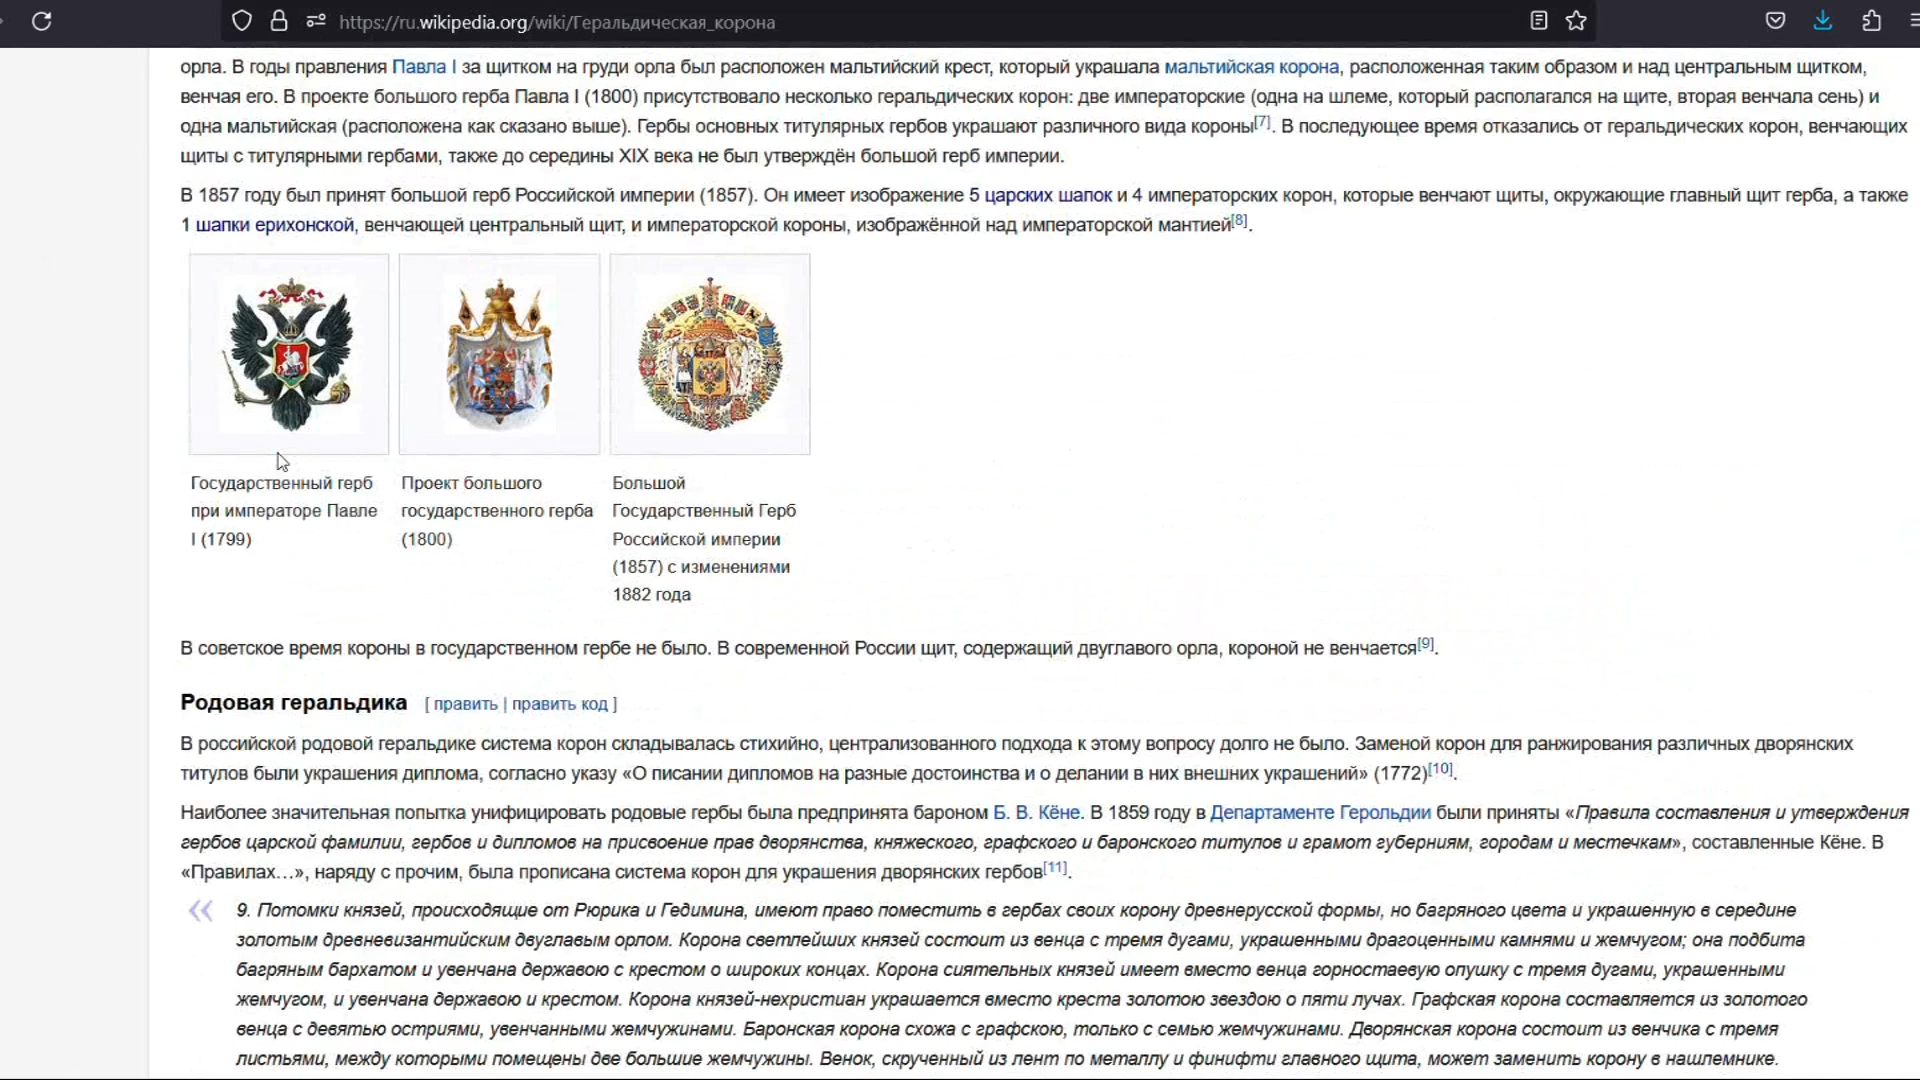 https://ru.wikipedia.org/wiki/Геральдическая_корона
орла. В годы правления Павла I за щитком на груди орла был расположен мальтийский крест, который украшала мальтийская корона, расположенная таким образом и над центральным щитком,
венчая его. В проекте большого герба Павла I (1800) присутствовало несколько геральдических корон: две императорские (одна на шлеме, который располагался на щите, вторая венчала сень) и
одна мальтийская (расположена как сказано выше). Гербы основных титулярных гербов украшают различного вида короны[7]. В последующее время отказались от геральдических корон, венчающих
щиты с титулярными гербами, также до середины XIX века не был утверждён большой герб империи.
В 1857 году был принят большой герб Российской империи (1857). Он имеет изображение 5 царских шапок и 4 императорских корон, которые венчают щиты, окружающие главный щит герба, а также
1 шапки ерихонской, венчающей центральный щит, и императорской короны, изображённой над императорской мантией[8].
Государственный герб
при императоре Павле
I (1799)
Проект большого
государственного герба
(1800)
Большой
Государственный Герб
Российской империи
(1857) с изменениями
1882 года
В советское время короны в государственном гербе не было. В современной России щит, содержащий двуглавого орла, короной не венчается[9].
Родовая геральдика [ править | править код ]
В российской родовой геральдике система корон складывалась стихийно, централизованного подхода к этому вопросу долго не было. Заменой корон для ранжирования различных дворянских
титулов были украшения диплома, согласно указу «О писании дипломов на разные достоинства и о делании в них внешних украшений» (1772)[10].
Наиболее значительная попытка унифицировать родовые гербы была предпринята бароном Б. В. Кёне. В 1859 году в Департаменте Герольдии были приняты «Правила составления и утверждения
гербов царской фамилии, гербов и дипломов на присвоение прав дворянства, княжеского, графского и баронского титулов и грамот губерниям, городам и местечкам», составленные Кёне. В
«Правилах…», наряду с прочим, была прописана система корон для украшения дворянских гербов[11].
« 9. Потомки князей, происходящие от Рюрика и Гедимина, имеют право поместить в гербах своих корону древнерусской формы, но багряного цвета и украшенную в середине
золотым древневизантийским двуглавым орлом. Корона светлейших князей состоит из венца с тремя дугами, украшенными драгоценными камнями и жемчугом; она подбита
багряным бархатом и увенчана державою с крестом о широких концах. Корона сиятельных князей имеет вместо венца горностаевую опушку с тремя дугами, украшенными
жемчугом, и увенчана державою и крестом. Корона князей-нехристиан украшается вместо креста золотою звездою о пяти лучах. Графская корона составляется из золотого
венца с девятью остриями, увенчанными жемчужинами. Баронская корона схожа с графскою, только с семью жемчужинами. Дворянская корона состоит из венчика с тремя
листьями, между которыми помещены две большие жемчужины. Венок, скрученный из лент по металлу и финифти главного щита, может заменить корону в нашлемнике.